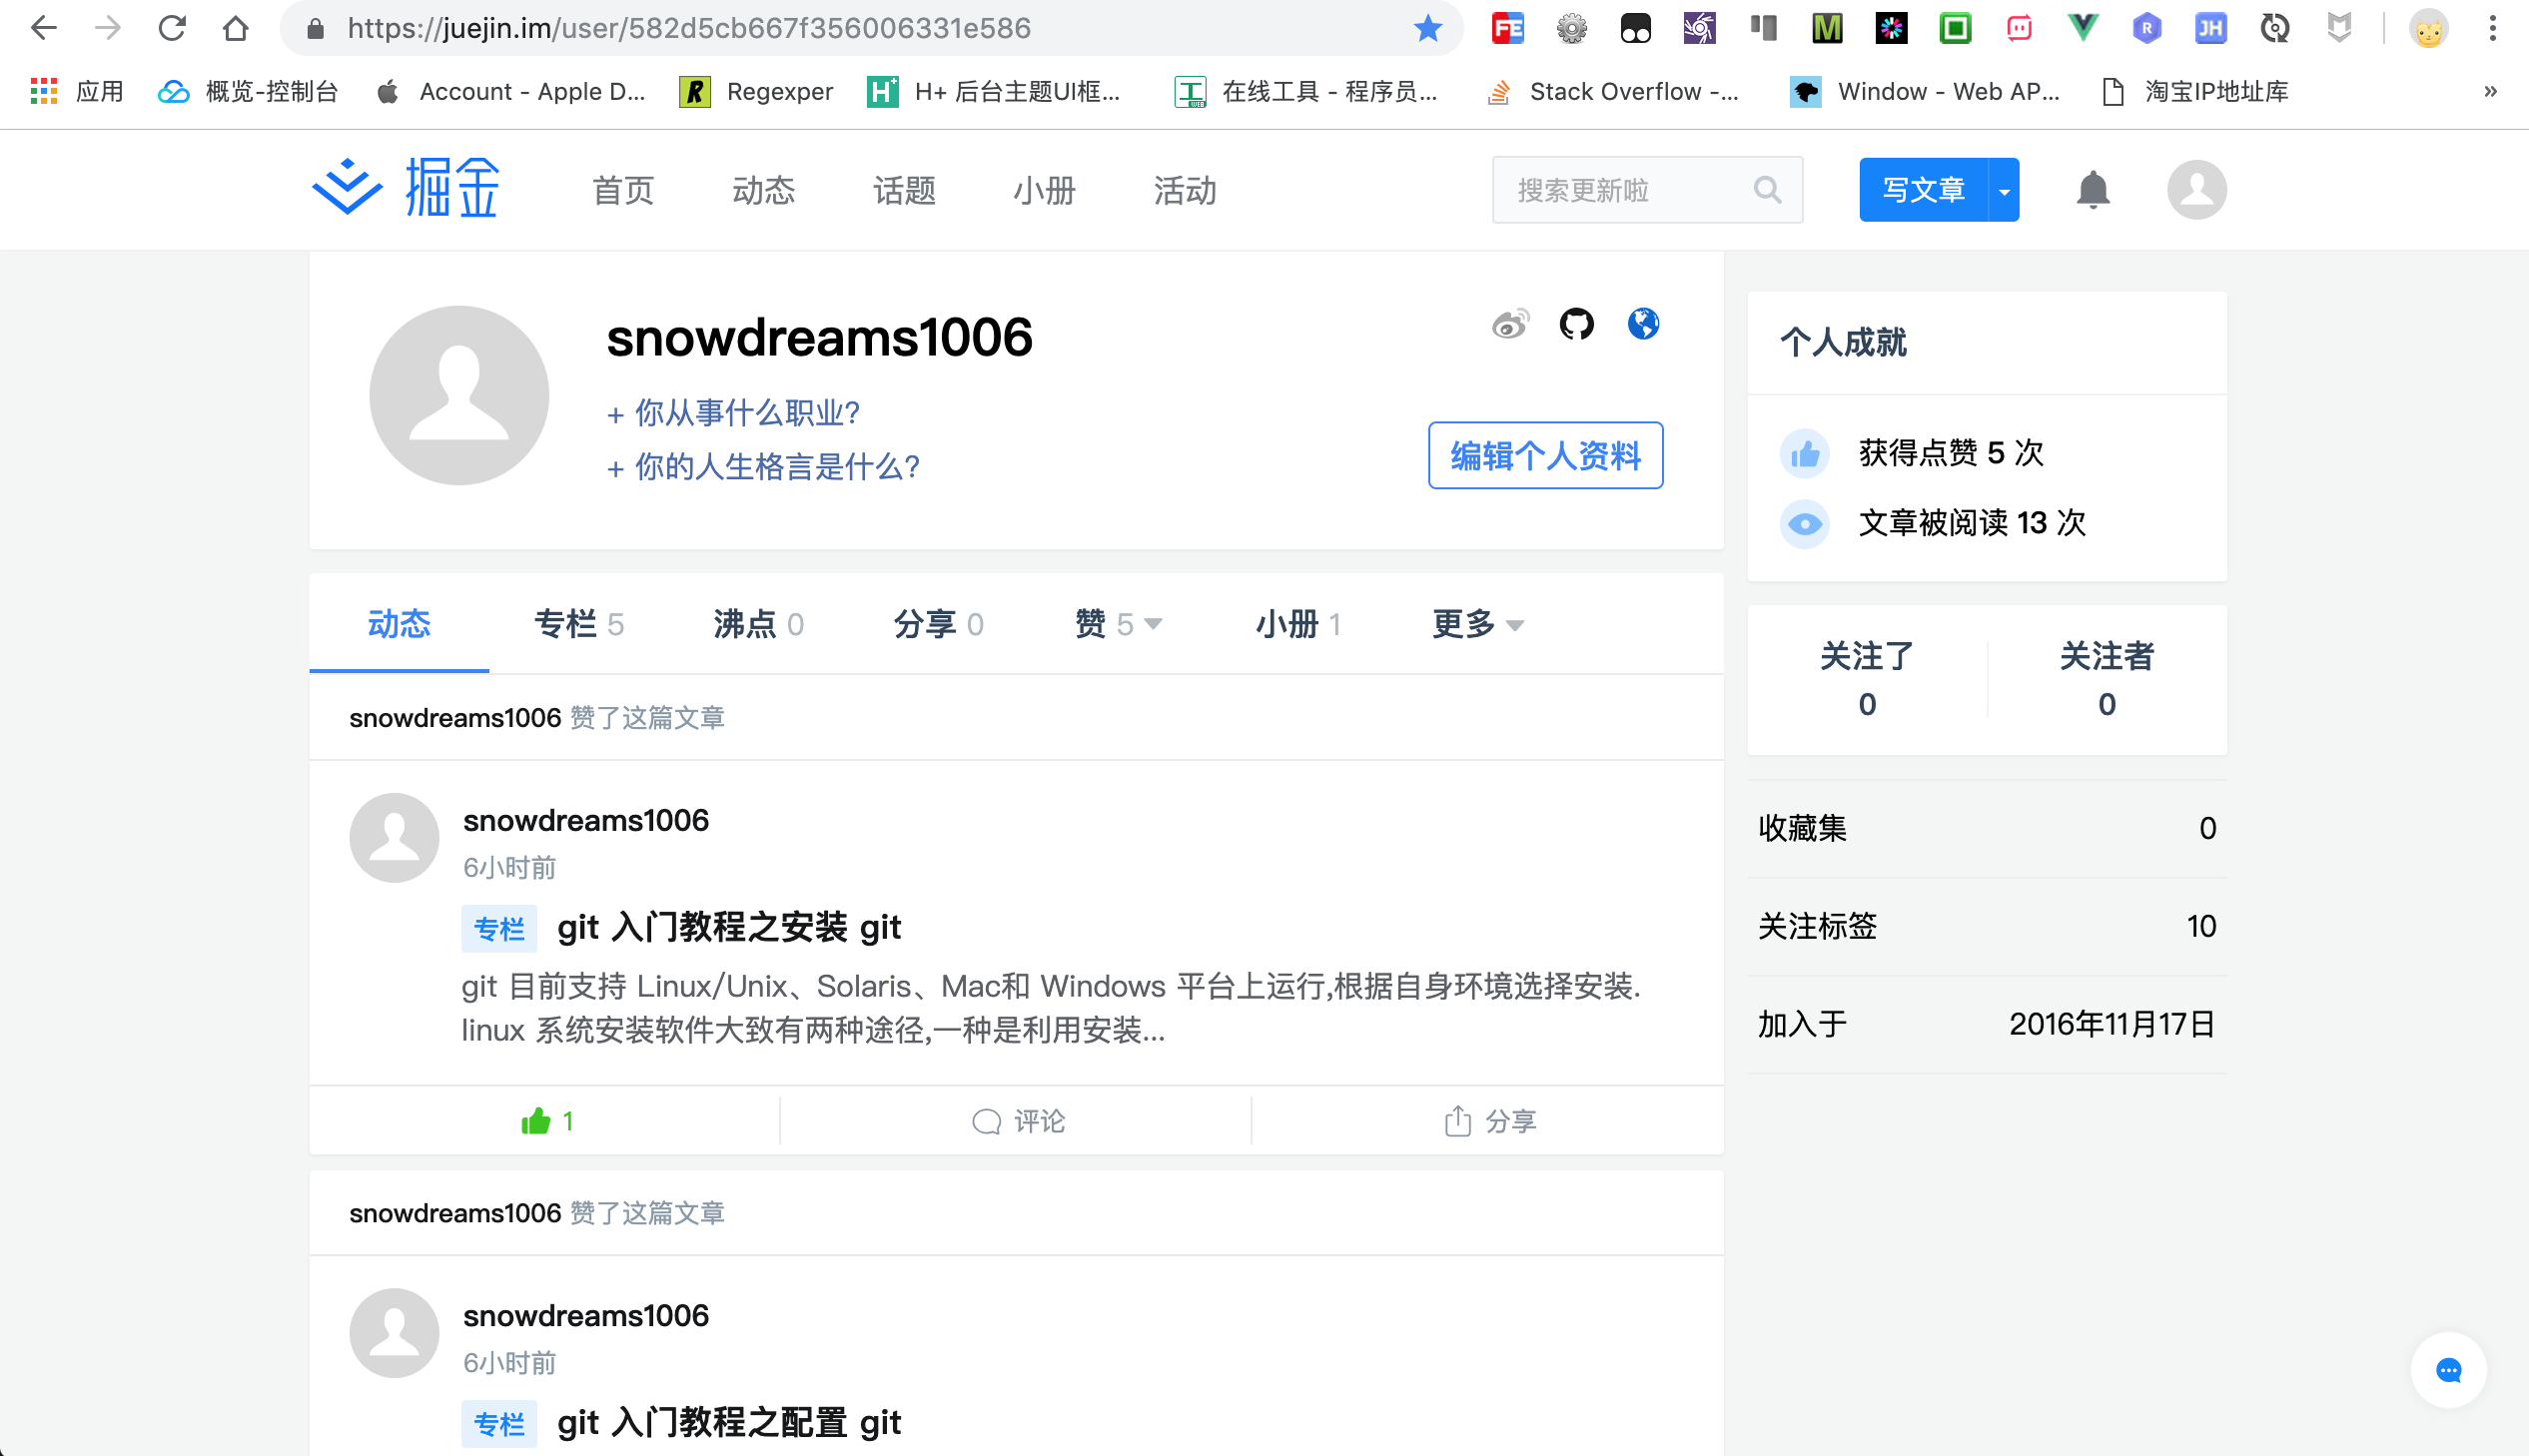 https://juejin.im/user/582d5cb667f356006331e586
应用 概览-控制台 Account - Apple D... Regexper H+ 后台主题UI框... 在线工具 - 程序员... Stack Overflow -... Window - Web AP... 淘宝IP地址库 »
掘金 首页 动态 话题 小册 活动 搜索更新啦 写文章
snowdreams1006
+ 你从事什么职业?
+ 你的人生格言是什么?
编辑个人资料
个人成就
获得点赞 5 次
文章被阅读 13 次
动态 专栏 5 沸点 0 分享 0 赞 5 小册 1 更多
关注了 关注者
0 0
snowdreams1006 赞了这篇文章
snowdreams1006
6小时前
专栏 git 入门教程之安装 git
git 目前支持 Linux/Unix、Solaris、Mac和 Windows 平台上运行,根据自身环境选择安装.
linux 系统安装软件大致有两种途径,一种是利用安装...
1 评论 分享
收藏集 0
关注标签 10
加入于 2016年11月17日
snowdreams1006 赞了这篇文章
snowdreams1006
6小时前
专栏 git 入门教程之配置 git